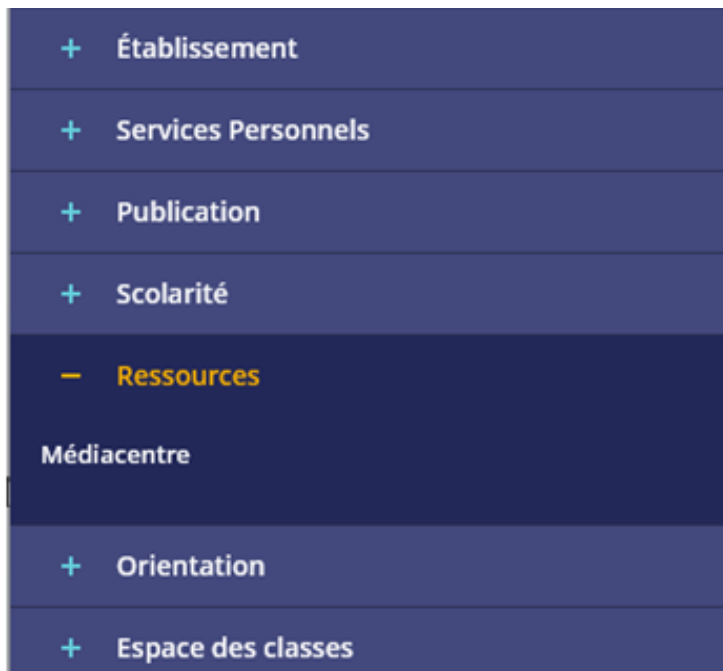 + Établissement
+ Services Personnels
+ Publication
+ Scolarité
− Ressources
Médiacentre
+ Orientation
+ Espace des classes